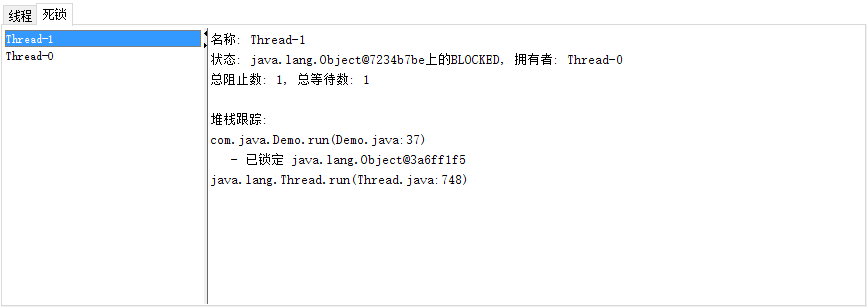 线程 死锁
Thread-1
Thread-0
名称: Thread-1
状态: java.lang.Object@7234b7be上的BLOCKED, 拥有者: Thread-0
总阻止数: 1, 总等待数: 1
堆栈跟踪:
com.java.Demo.run(Demo.java:37)
- 已锁定 java.lang.Object@3a6ff1f5
java.lang.Thread.run(Thread.java:748)